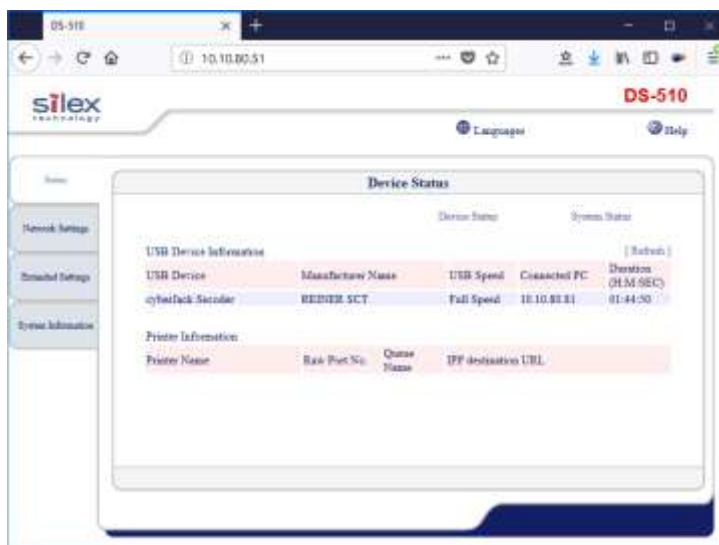 DS-510
10.10.80.51
silex
technology
DS-510
Languages
Help
Status
Network Settings
Extended Settings
System Information
Device Status
Device Status System Status
USB Device Information [ Refresh ]
USB Device Manufacturer Name USB Speed Connected PC Duration (H:M:SEC)
cyberJack Secoder REINER SCT Full Speed 10.10.80.81 01:44:50
Printer Information
Printer Name Raw Port No. Queue Name IPP destination URL